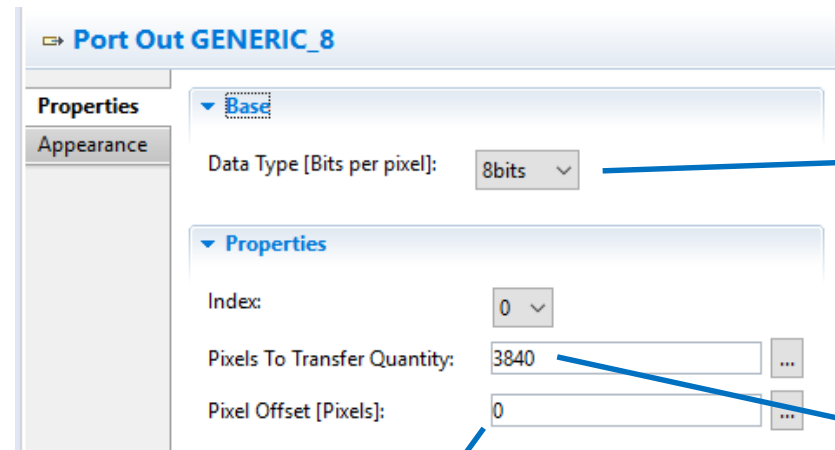 Port Out GENERIC_8
Properties
Base
Appearance
Data Type [Bits per pixel]: 8bits
Properties
Index: 0
Pixels To Transfer Quantity: 3840 ...
Pixel Offset [Pixels]: 0 ...